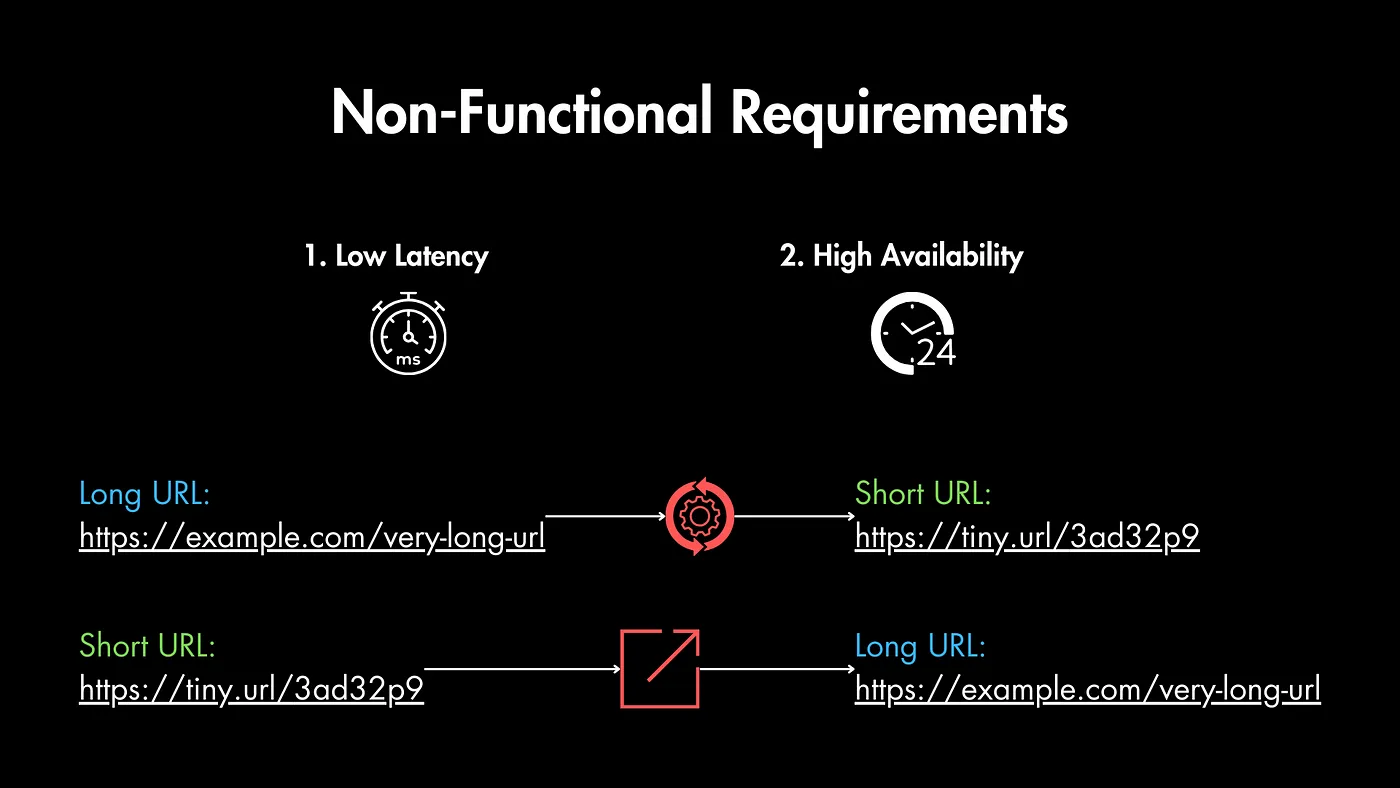 Non-Functional Requirements
1. Low Latency
2. High Availability
ms
24
Long URL:
https://example.com/very-long-url
Short URL:
https://tiny.url/3ad32p9
Short URL:
https://tiny.url/3ad32p9
Long URL:
https://example.com/very-long-url